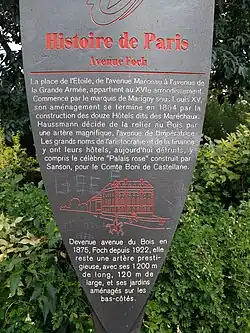 Histoire de Paris
Avenue Foch
La place de l'Etoile, de l'avenue Marceau à l'avenue de
la Grande Armée, appartient au XVIe arrondissement.
Commencé par le marquis de Marigny sous Louis XV,
son aménagement se termine en 1854 par la
construction des douze Hôtels dits des Maréchaux.
Haussmann décide de la relier au Bois par
une artère magnifique, l'avenue de l'Impératrice.
Les grands noms de l'aristocratie et de la finance
y ont leurs hôtels, aujourd'hui détruits, y
compris le célèbre "Palais rose" construit par
Sanson, pour le Comte Boni de Castellane.
Devenue avenue du Bois en
1875, Foch depuis 1922, elle
reste une artère presti-
gieuse, avec ses 1200 m
de long, 120 m de
large, et ses jardins
aménagés sur les
bas-côtés.